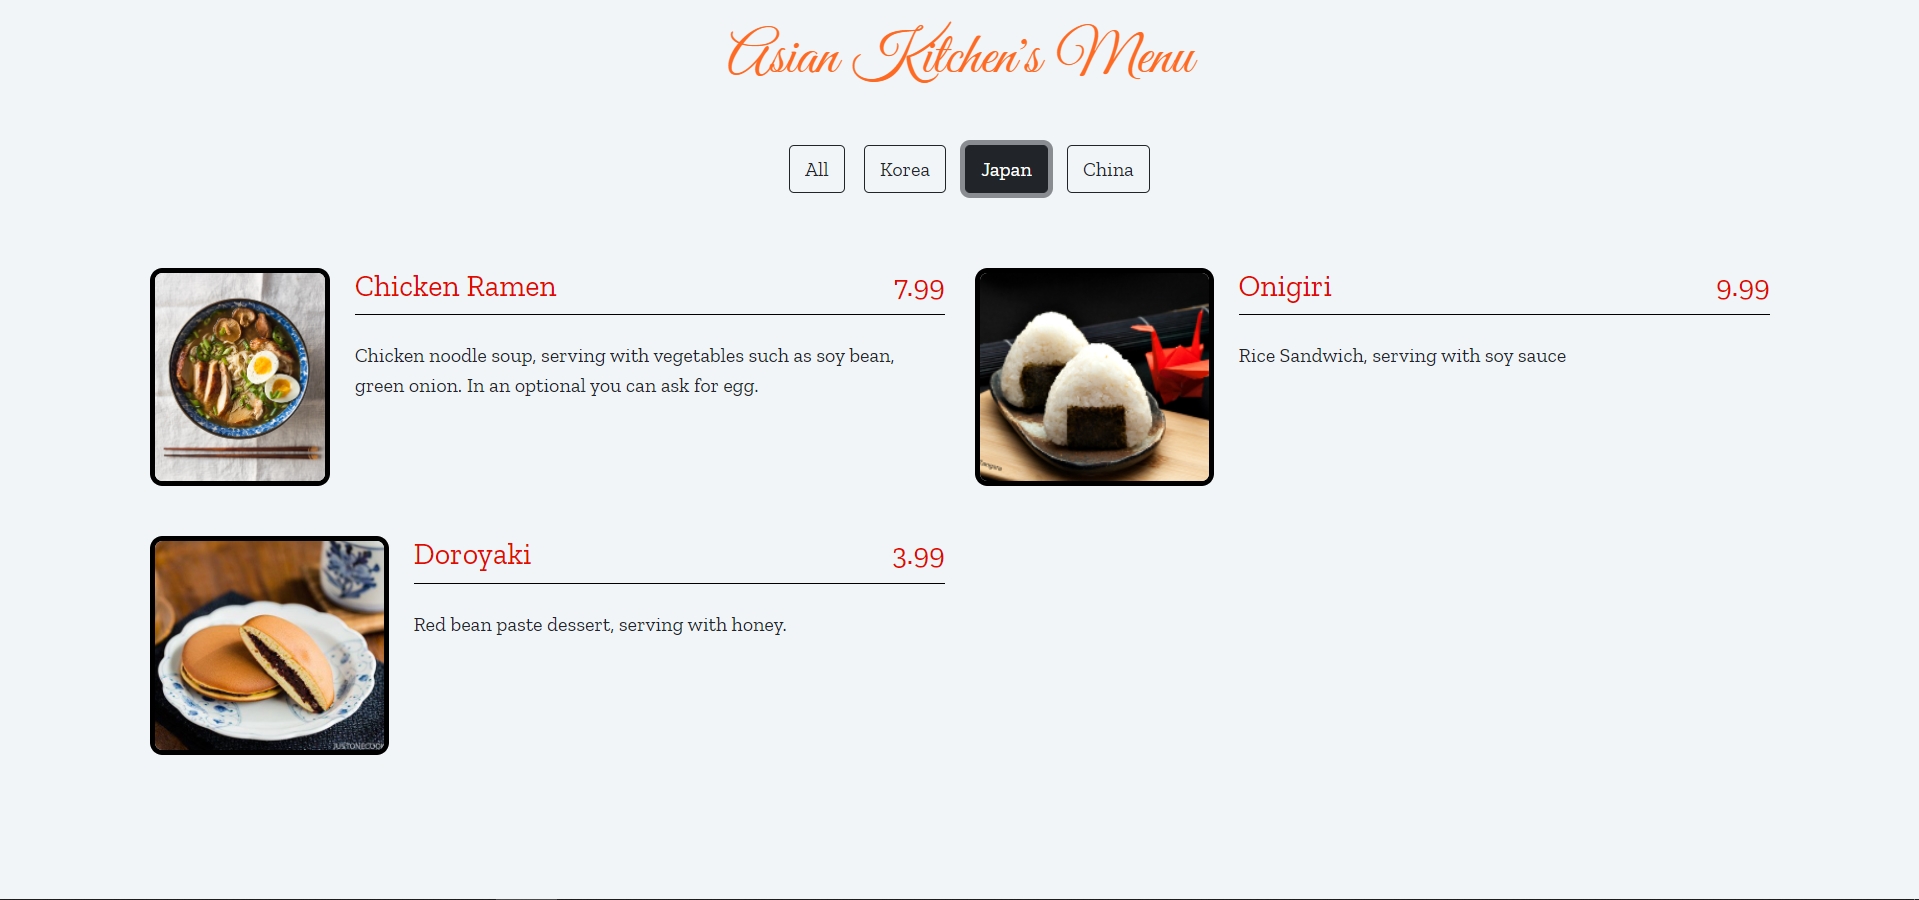 Asian Kitchen's Menu
All
Korea
Japan
China
Chicken Ramen
7.99
Chicken noodle soup, serving with vegetables such as soy bean,
green onion. In an optional you can ask for egg.
Onigiri
9.99
Rice Sandwich, serving with soy sauce
Doroyaki
3.99
Red bean paste dessert, serving with honey.